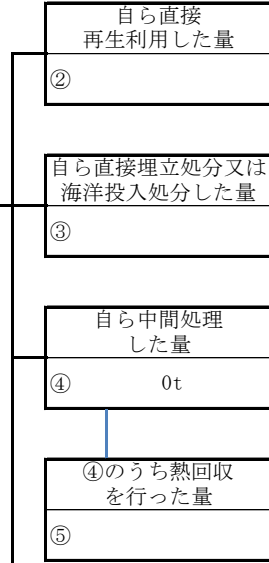 自ら直接
再生利用した量
②
自ら直接埋立処分又は
海洋投入処分した量
③
自ら中間処理
した量
④ 0t
④のうち熱回収
を行った量
⑤